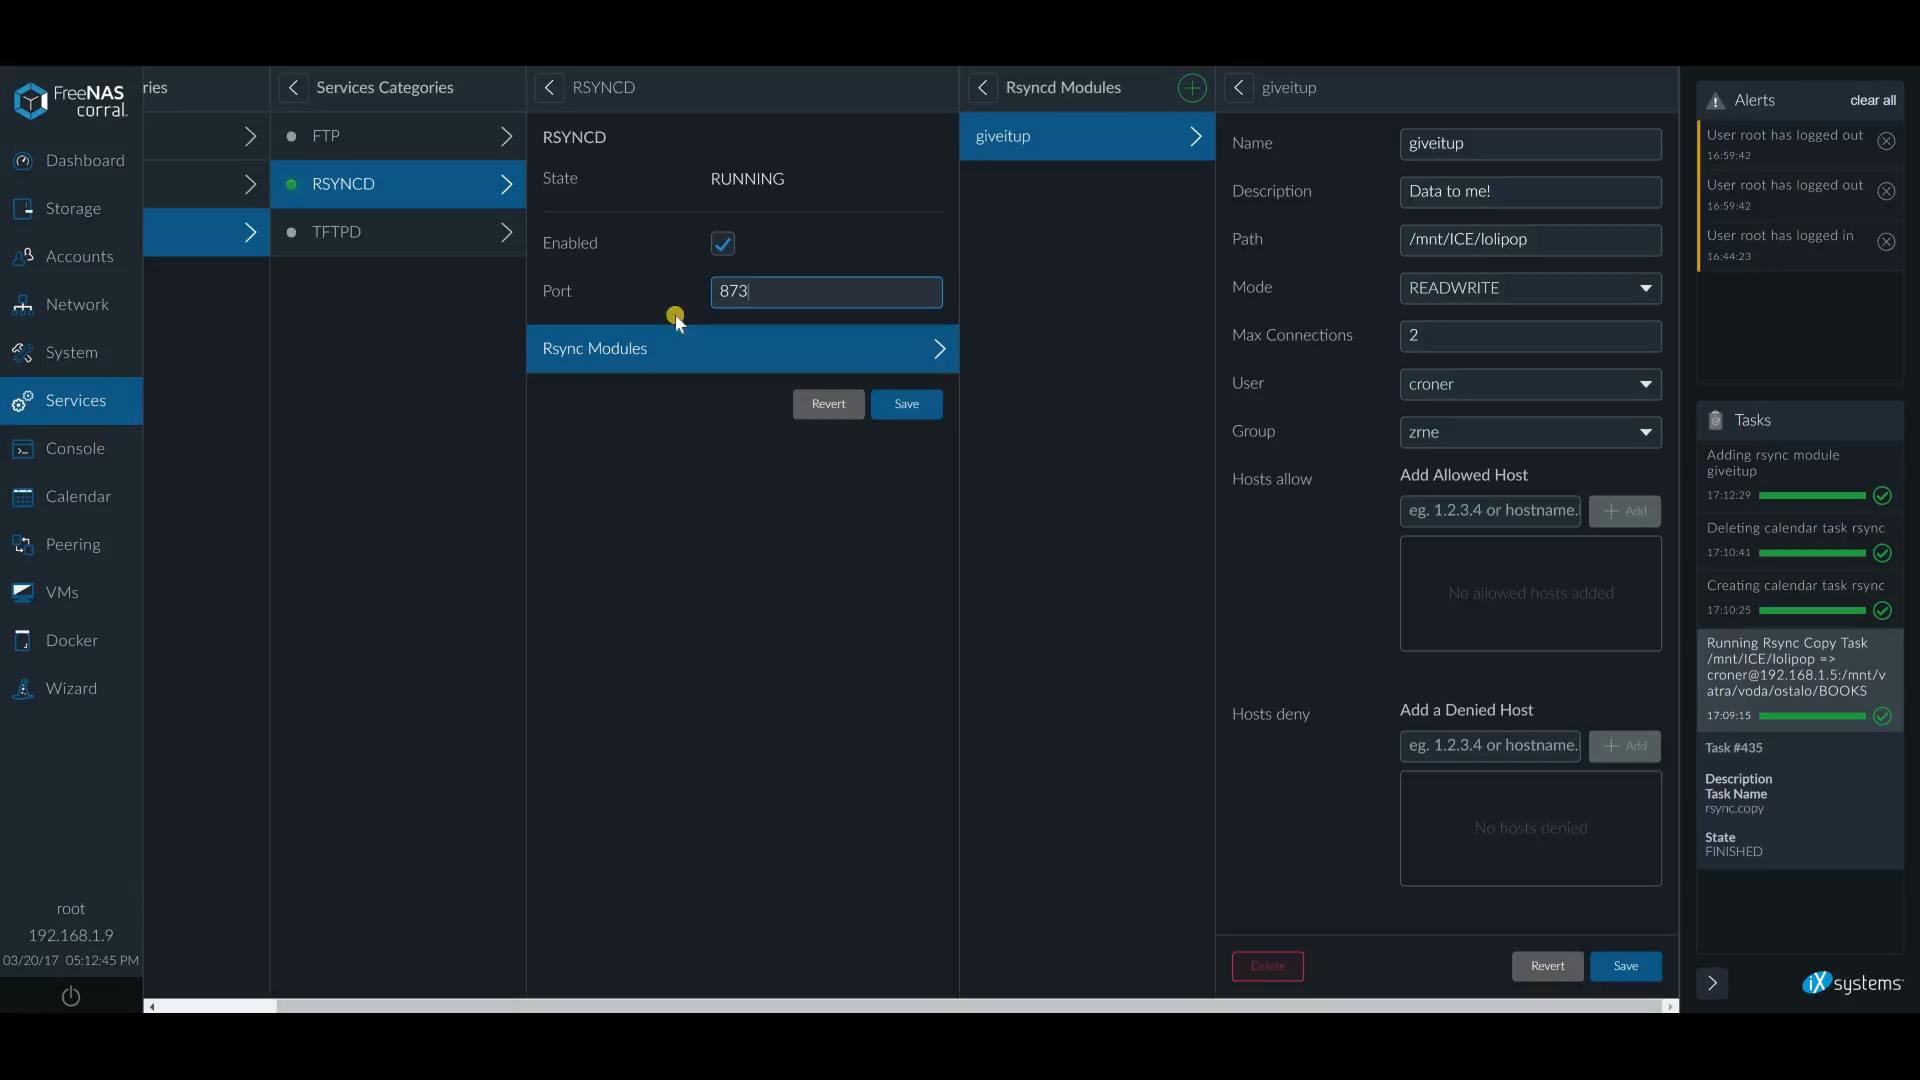 FreeNAS
corral.
Dashboard
Storage
Accounts
Network
System
Services
Console
Calendar
Peering
VMs
Docker
Wizard
root
192.168.1.9
03/20/17 05:12:45 PM
ries
Services Categories
FTP
RSYNCD
TFTPD
RSYNCD
RSYNCD
State RUNNING
Enabled
Port 873
Rsync Modules
Revert Save
Rsyncd Modules
giveitup
giveitup
Name giveitup
Description Data to me!
Path /mnt/ICE/lolipop
Mode READWRITE
Max Connections 2
User croner
Group zrne
Hosts allow Add Allowed Host
eg. 1.2.3.4 or hostname. Add
No allowed hosts added
Hosts deny Add a Denied Host
eg. 1.2.3.4 or hostname. Add
No hosts denied
Delete Revert Save
Alerts clear all
User root has logged out
16:59:42
User root has logged out
16:59:42
User root has logged in
16:44:23
Tasks
Adding rsync module
giveitup
17:12:29
Deleting calendar task rsync
17:10:41
Creating calendar task rsync
17:10:25
Running Rsync Copy Task
/mnt/ICE/lolipop =>
croner@192.168.1.5:/mnt/v
atra/voda/ostalo/BOOKS
17:09:15
Task #435
Description
Task Name
rsync.copy
State
FINISHED
iXsystems